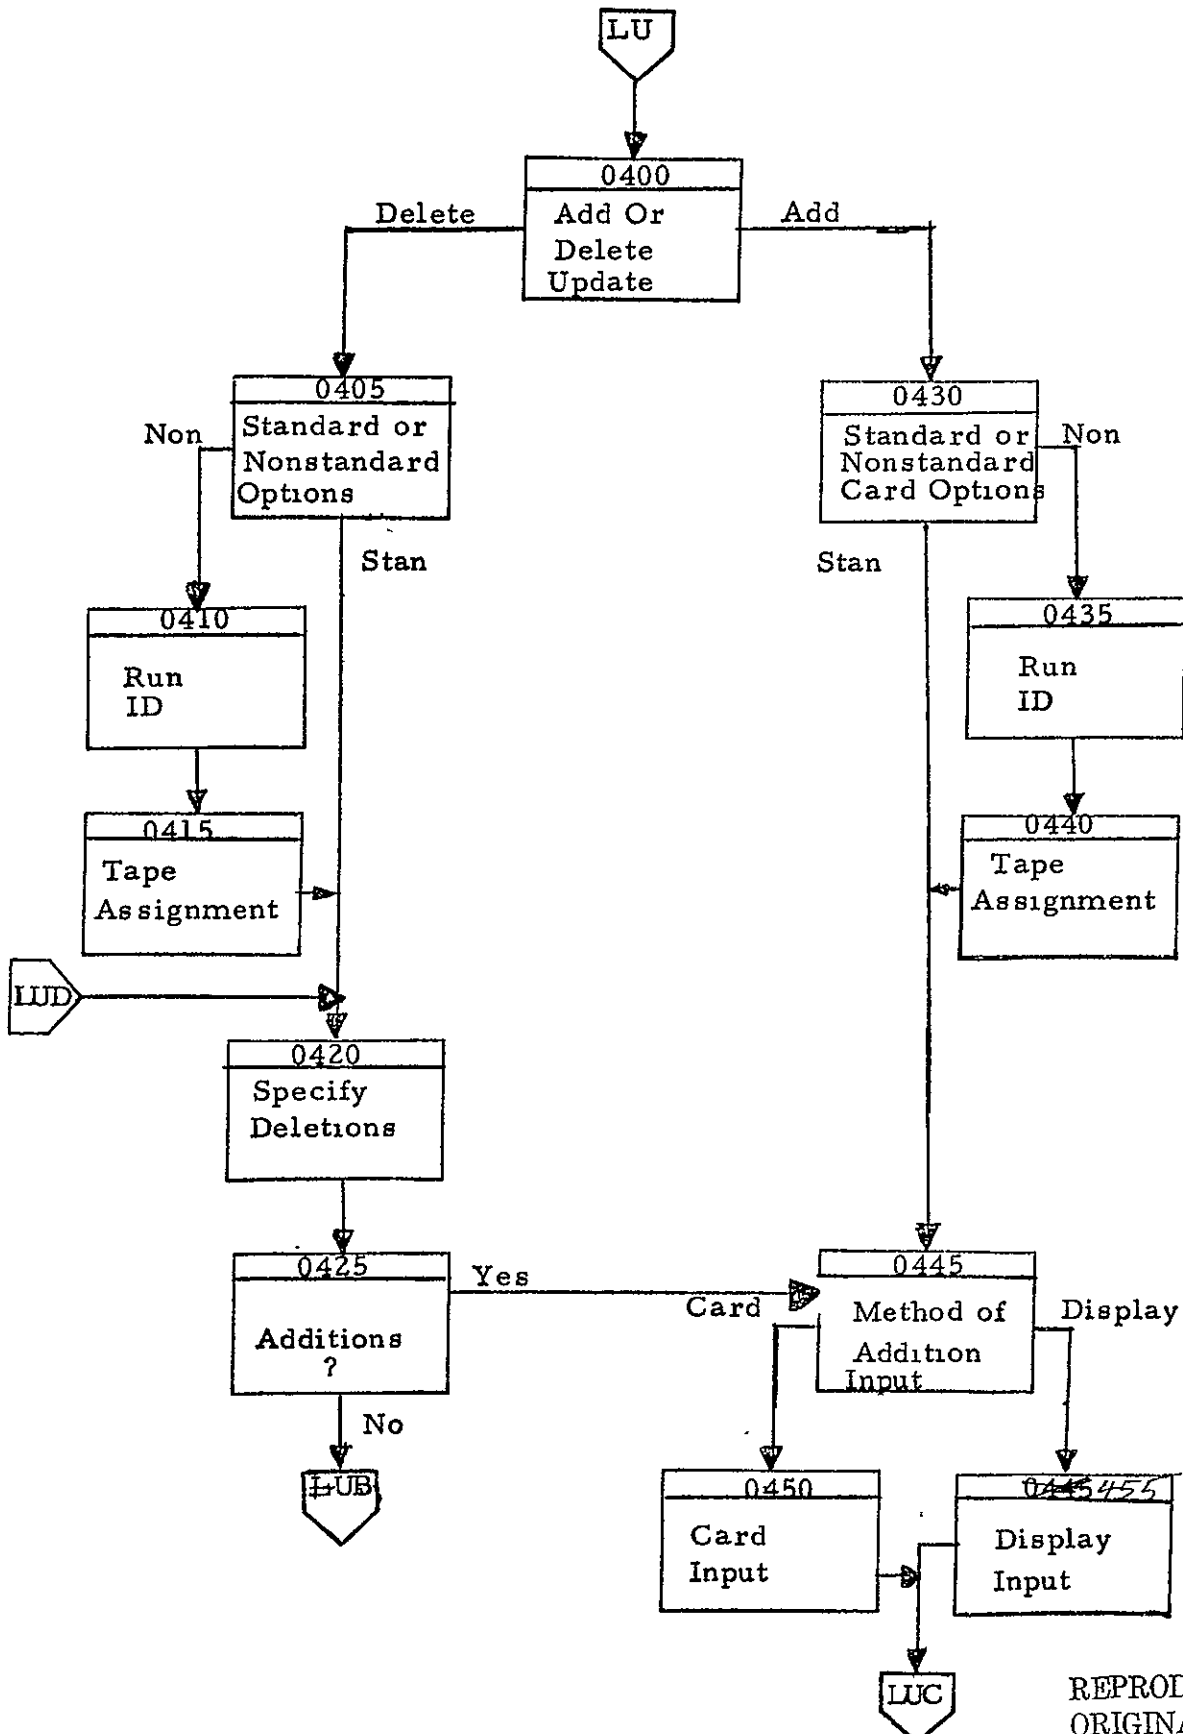 LU
0400
Delete
Add Or
Delete
Update
Add
0405
Non
Standard or
Nonstandard
Options
Stan
0430
Standard or
Nonstandard
Card Options
Non
Stan
0410
Run
ID
0435
Run
ID
0415
Tape
Assignment
0440
Tape
Assignment
LUD
0420
Specify
Deletions
0425
Additions
?
Yes
No
LUB
0445
Card
Method of
Addition
Input
Display
0450
Card
Input
455
Display
Input
LUC
REPROD
ORIGINA